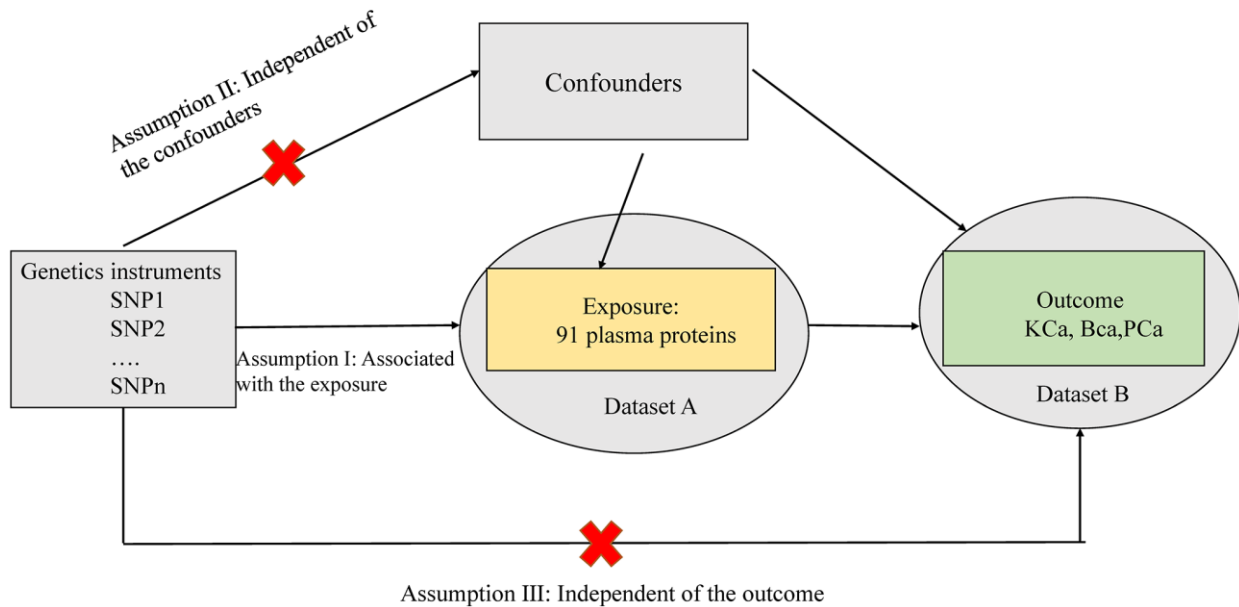 Assumption II: Independent of
the confounders
Confounders
Genetics instruments
SNP1
SNP2
….
SNPn
Assumption I: Associated
with the exposure
Exposure:
91 plasma proteins
Dataset A
Outcome
KCa, Bca,PCa
Dataset B
Assumption III: Independent of the outcome